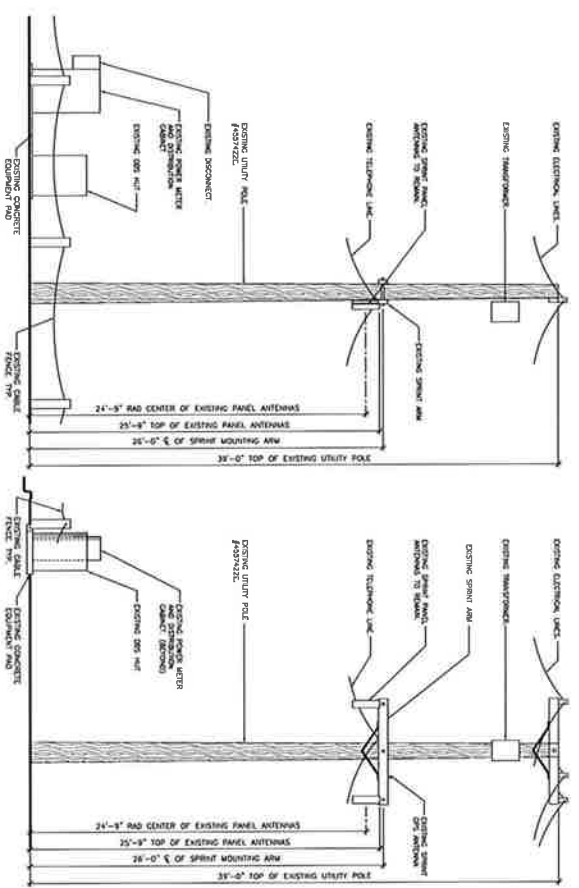 EXISTING ELECTRICAL LINES
EXISTING TRANSFORMER
EXISTING SPRINT PANEL
ANTENNAS TO REMAIN
EXISTING TELEPHONE LINE
EXISTING SPRINT ARM
EXISTING UTILITY POLE
EXISTING DISCONNECT
EXISTING POWER METER
AND DISTRIBUTION
CABINET
EXISTING CONCRETE
EQUIPMENT PAD
EXISTING CABLE
FENCE TYP.
24'-9" RAD CENTER OF EXISTING PANEL ANTENNAS
25'-9" TOP OF EXISTING PANEL ANTENNAS
26'-0" ℄ OF SPRINT MOUNTING ARM
39'-0" TOP OF EXISTING UTILITY POLE
EXISTING ELECTRICAL LINES
EXISTING TRANSFORMER
EXISTING SPRINT ARM
EXISTING SPRINT PANEL
ANTENNAS TO REMAIN
EXISTING TELEPHONE LINE
EXISTING SPRINT
GPS ANTENNA
EXISTING UTILITY POLE
EXISTING POWER METER
AND DISTRIBUTION
CABINET (BEYOND)
EXISTING CONCRETE
EQUIPMENT PAD
EXISTING CABLE
FENCE TYP.
24'-9" RAD CENTER OF EXISTING PANEL ANTENNAS
25'-9" TOP OF EXISTING PANEL ANTENNAS
26'-0" ℄ OF SPRINT MOUNTING ARM
39'-0" TOP OF EXISTING UTILITY POLE